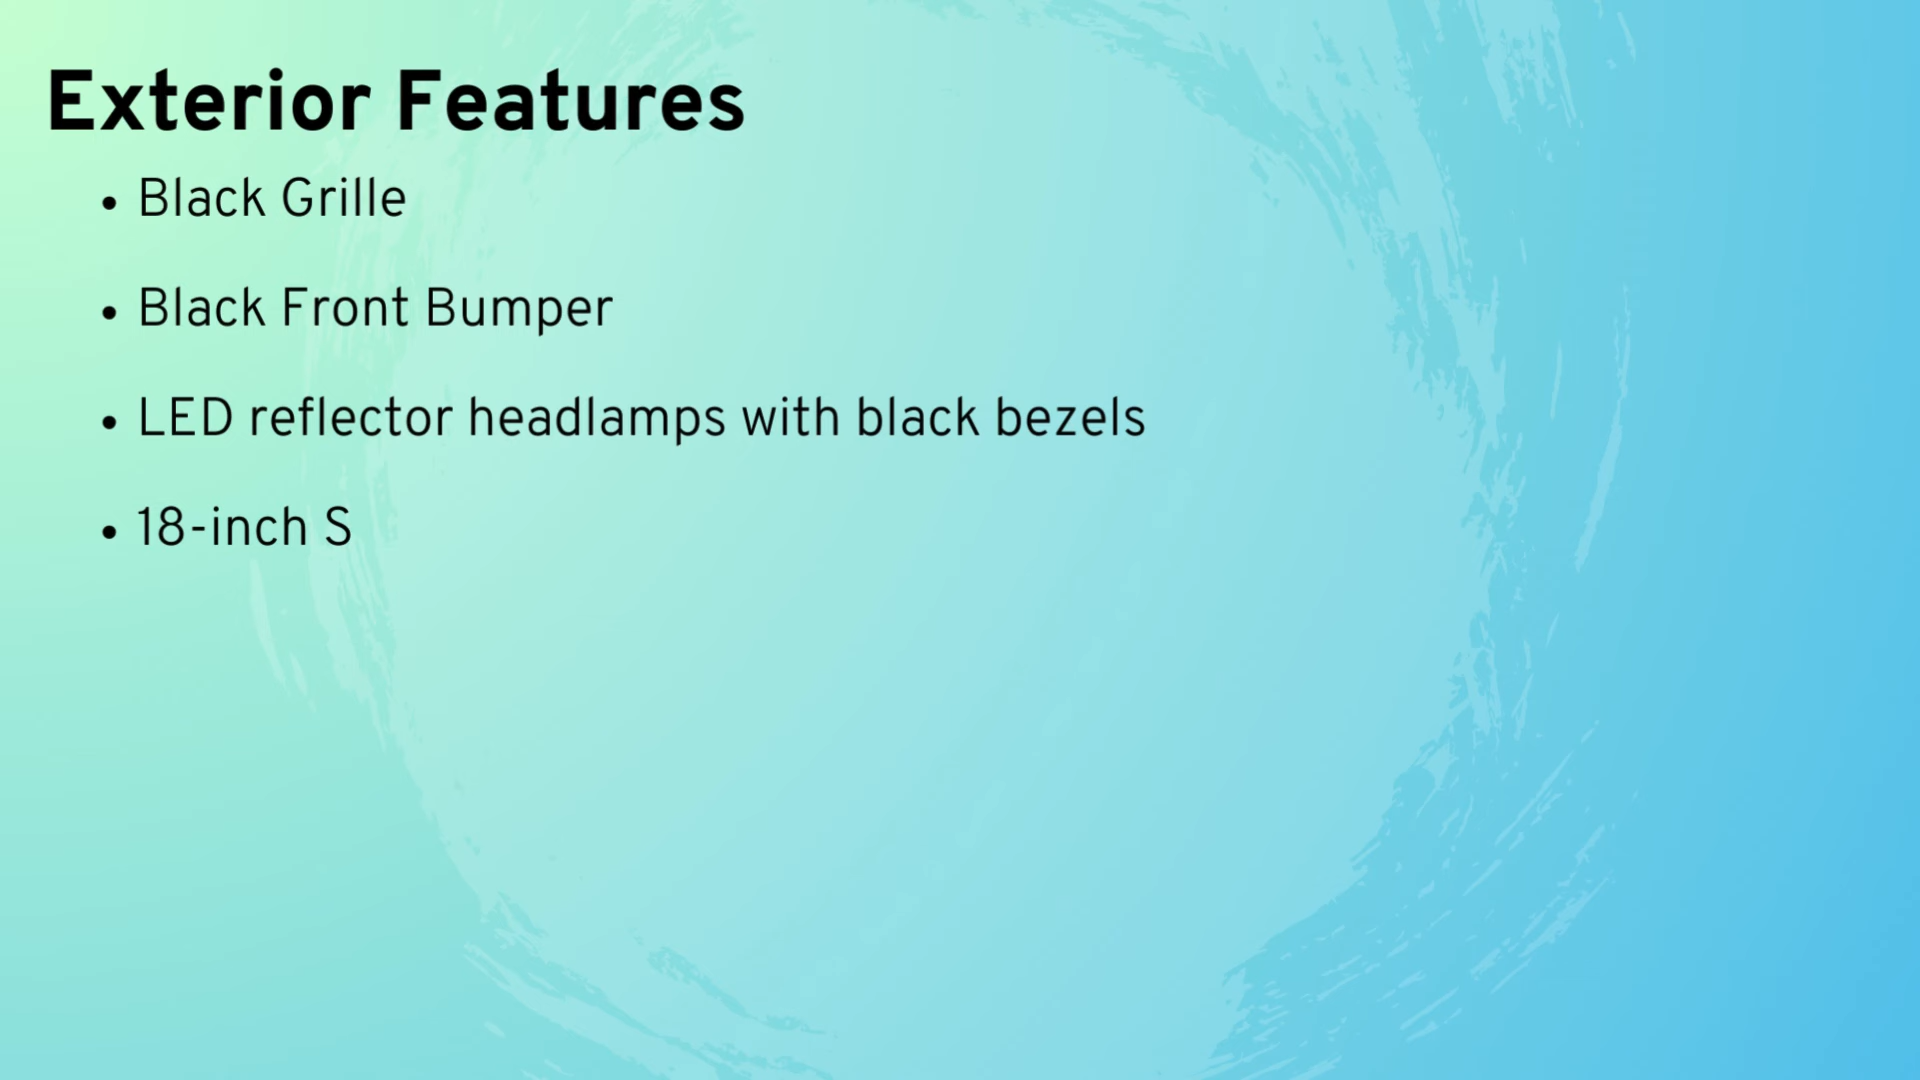 Exterior Features
• Black Grille
• Black Front Bumper
• LED reflector headlamps with black bezels
• 18-inch S